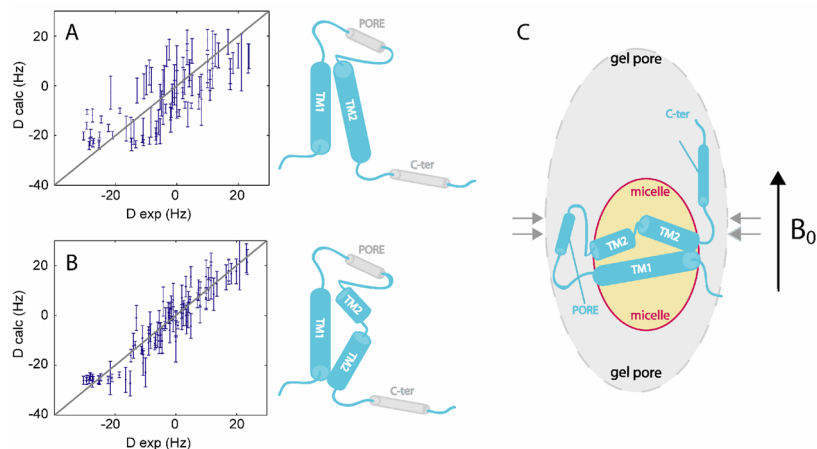 A
20
0
-20
-40
D calc (Hz)
-20
0
20
D exp (Hz)
PORE
TM1
TM2
C-ter
B
20
0
-20
-40
D calc (Hz)
-20
0
20
D exp (Hz)
PORE
TM1
TM2
TM2
C-ter
C
gel pore
C-ter
micelle
TM2
TM2
TM1
PORE
micelle
gel pore
B0